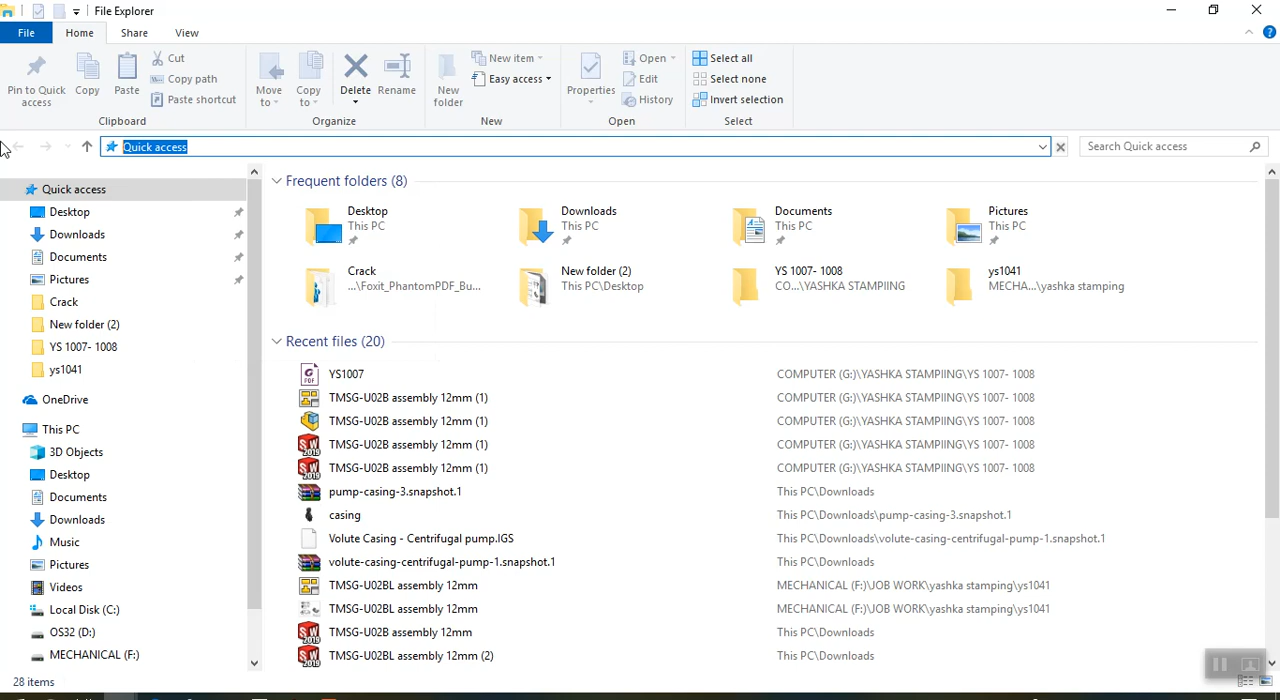 File Explorer
File Home Share View
Pin to Quick access
Copy
Paste
Cut
Copy path
Paste shortcut
Clipboard
Move to
Copy to
Delete
Rename
Organize
New folder
New item
Easy access
New
Properties
Open
Edit
History
Open
Select all
Select none
Invert selection
Select
Quick access
Search Quick access
Quick access
Desktop
Downloads
Documents
Pictures
Crack
New folder (2)
YS 1007- 1008
ys1041
OneDrive
This PC
3D Objects
Desktop
Documents
Downloads
Music
Pictures
Videos
Local Disk (C:)
OS32 (D:)
MECHANICAL (F:)
Frequent folders (8)
Desktop
This PC
Downloads
This PC
Documents
This PC
Pictures
This PC
Crack
...\Foxit_PhantomPDF_Bu...
New folder (2)
This PC\Desktop
YS 1007- 1008
CO...\YASHKA STAMPIING
ys1041
MECHA...\yashka stamping
Recent files (20)
YS1007 COMPUTER (G:)\YASHKA STAMPIING\YS 1007- 1008
TMSG-U02B assembly 12mm (1) COMPUTER (G:)\YASHKA STAMPIING\YS 1007- 1008
TMSG-U02B assembly 12mm (1) COMPUTER (G:)\YASHKA STAMPIING\YS 1007- 1008
TMSG-U02B assembly 12mm (1) COMPUTER (G:)\YASHKA STAMPIING\YS 1007- 1008
TMSG-U02B assembly 12mm (1) COMPUTER (G:)\YASHKA STAMPIING\YS 1007- 1008
pump-casing-3.snapshot.1 This PC\Downloads
casing This PC\Downloads\pump-casing-3.snapshot.1
Volute Casing - Centrifugal pump.IGS This PC\Downloads\volute-casing-centrifugal-pump-1.snapshot.1
volute-casing-centrifugal-pump-1.snapshot.1 This PC\Downloads
TMSG-U02BL assembly 12mm MECHANICAL (F:)\JOB WORK\yashka stamping\ys1041
TMSG-U02BL assembly 12mm MECHANICAL (F:)\JOB WORK\yashka stamping\ys1041
TMSG-U02B assembly 12mm This PC\Downloads
TMSG-U02BL assembly 12mm (2) This PC\Downloads
28 items